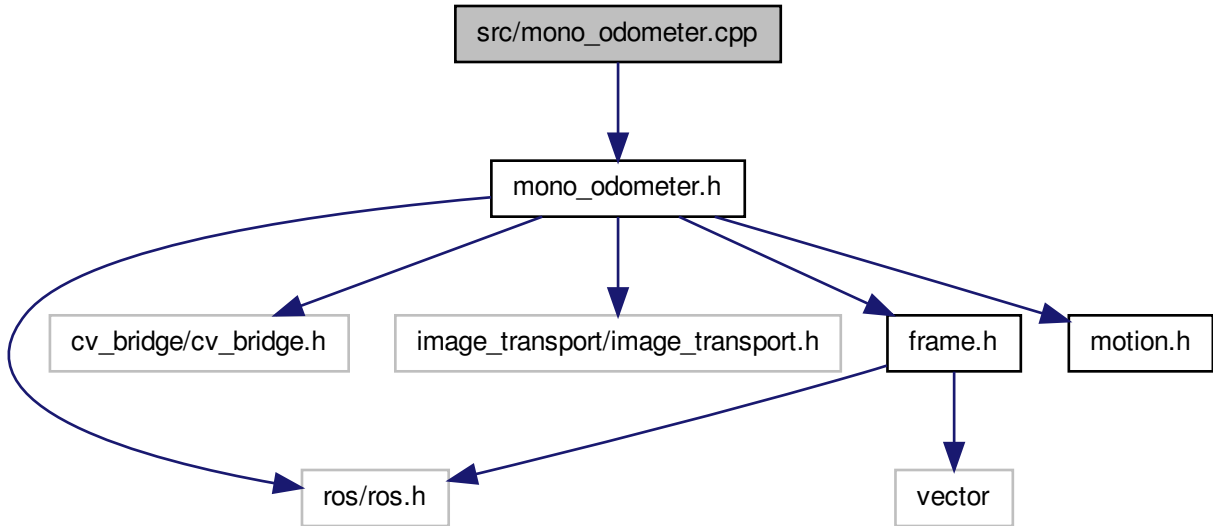 src/mono_odometer.cpp
mono_odometer.h
cv_bridge/cv_bridge.h
image_transport/image_transport.h
frame.h
motion.h
ros/ros.h
vector